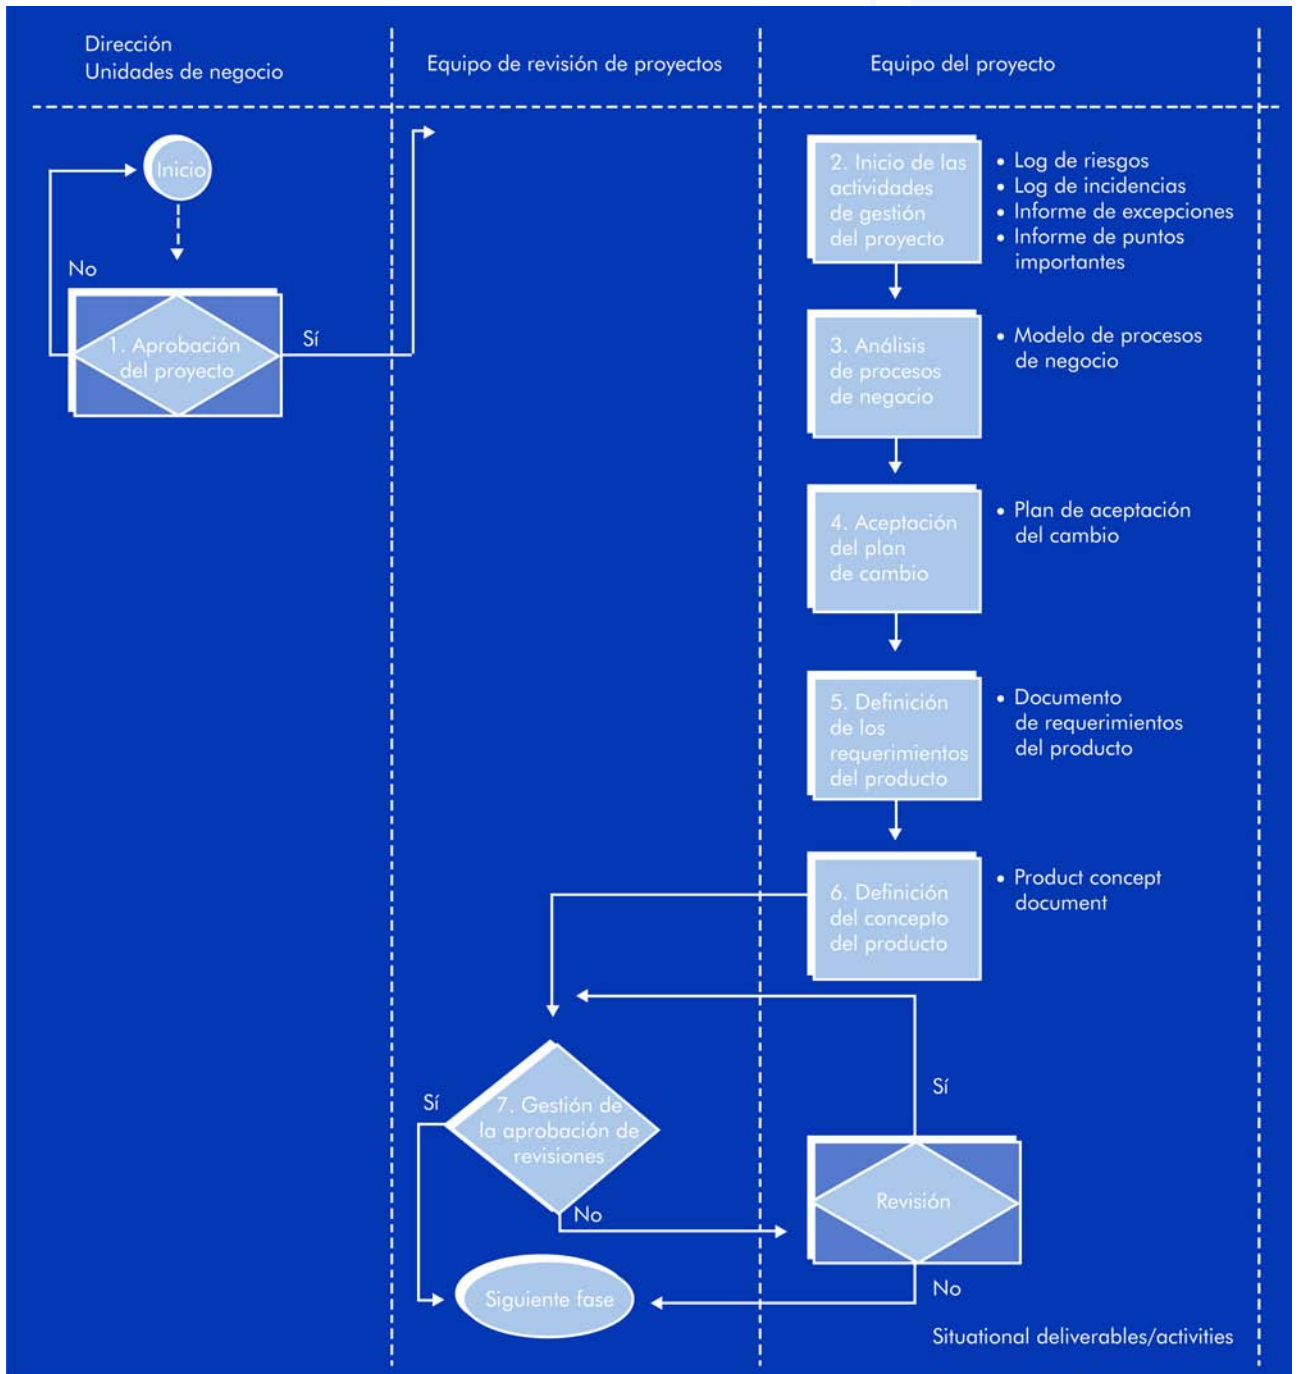 Dirección
Unidades de negocio
Equipo de revisión de proyectos
Equipo del proyecto
Inicio
No
1. Aprobación
del proyecto
Sí
2. Inicio de las
actividades
de gestión
del proyecto
• Log de riesgos
• Log de incidencias
• Informe de excepciones
• Informe de puntos
importantes
3. Análisis
de procesos
de negocio
• Modelo de procesos
de negocio
4. Aceptación
del plan
de cambio
• Plan de aceptación
del cambio
5. Definición
de los
requerimientos
del producto
• Documento
de requerimientos
del producto
6. Definición
del concepto
del producto
• Product concept
document
Sí
7. Gestión de
la aprobación de
revisiones
No
Sí
Revisión
No
Siguiente fase
Situational deliverables/activities